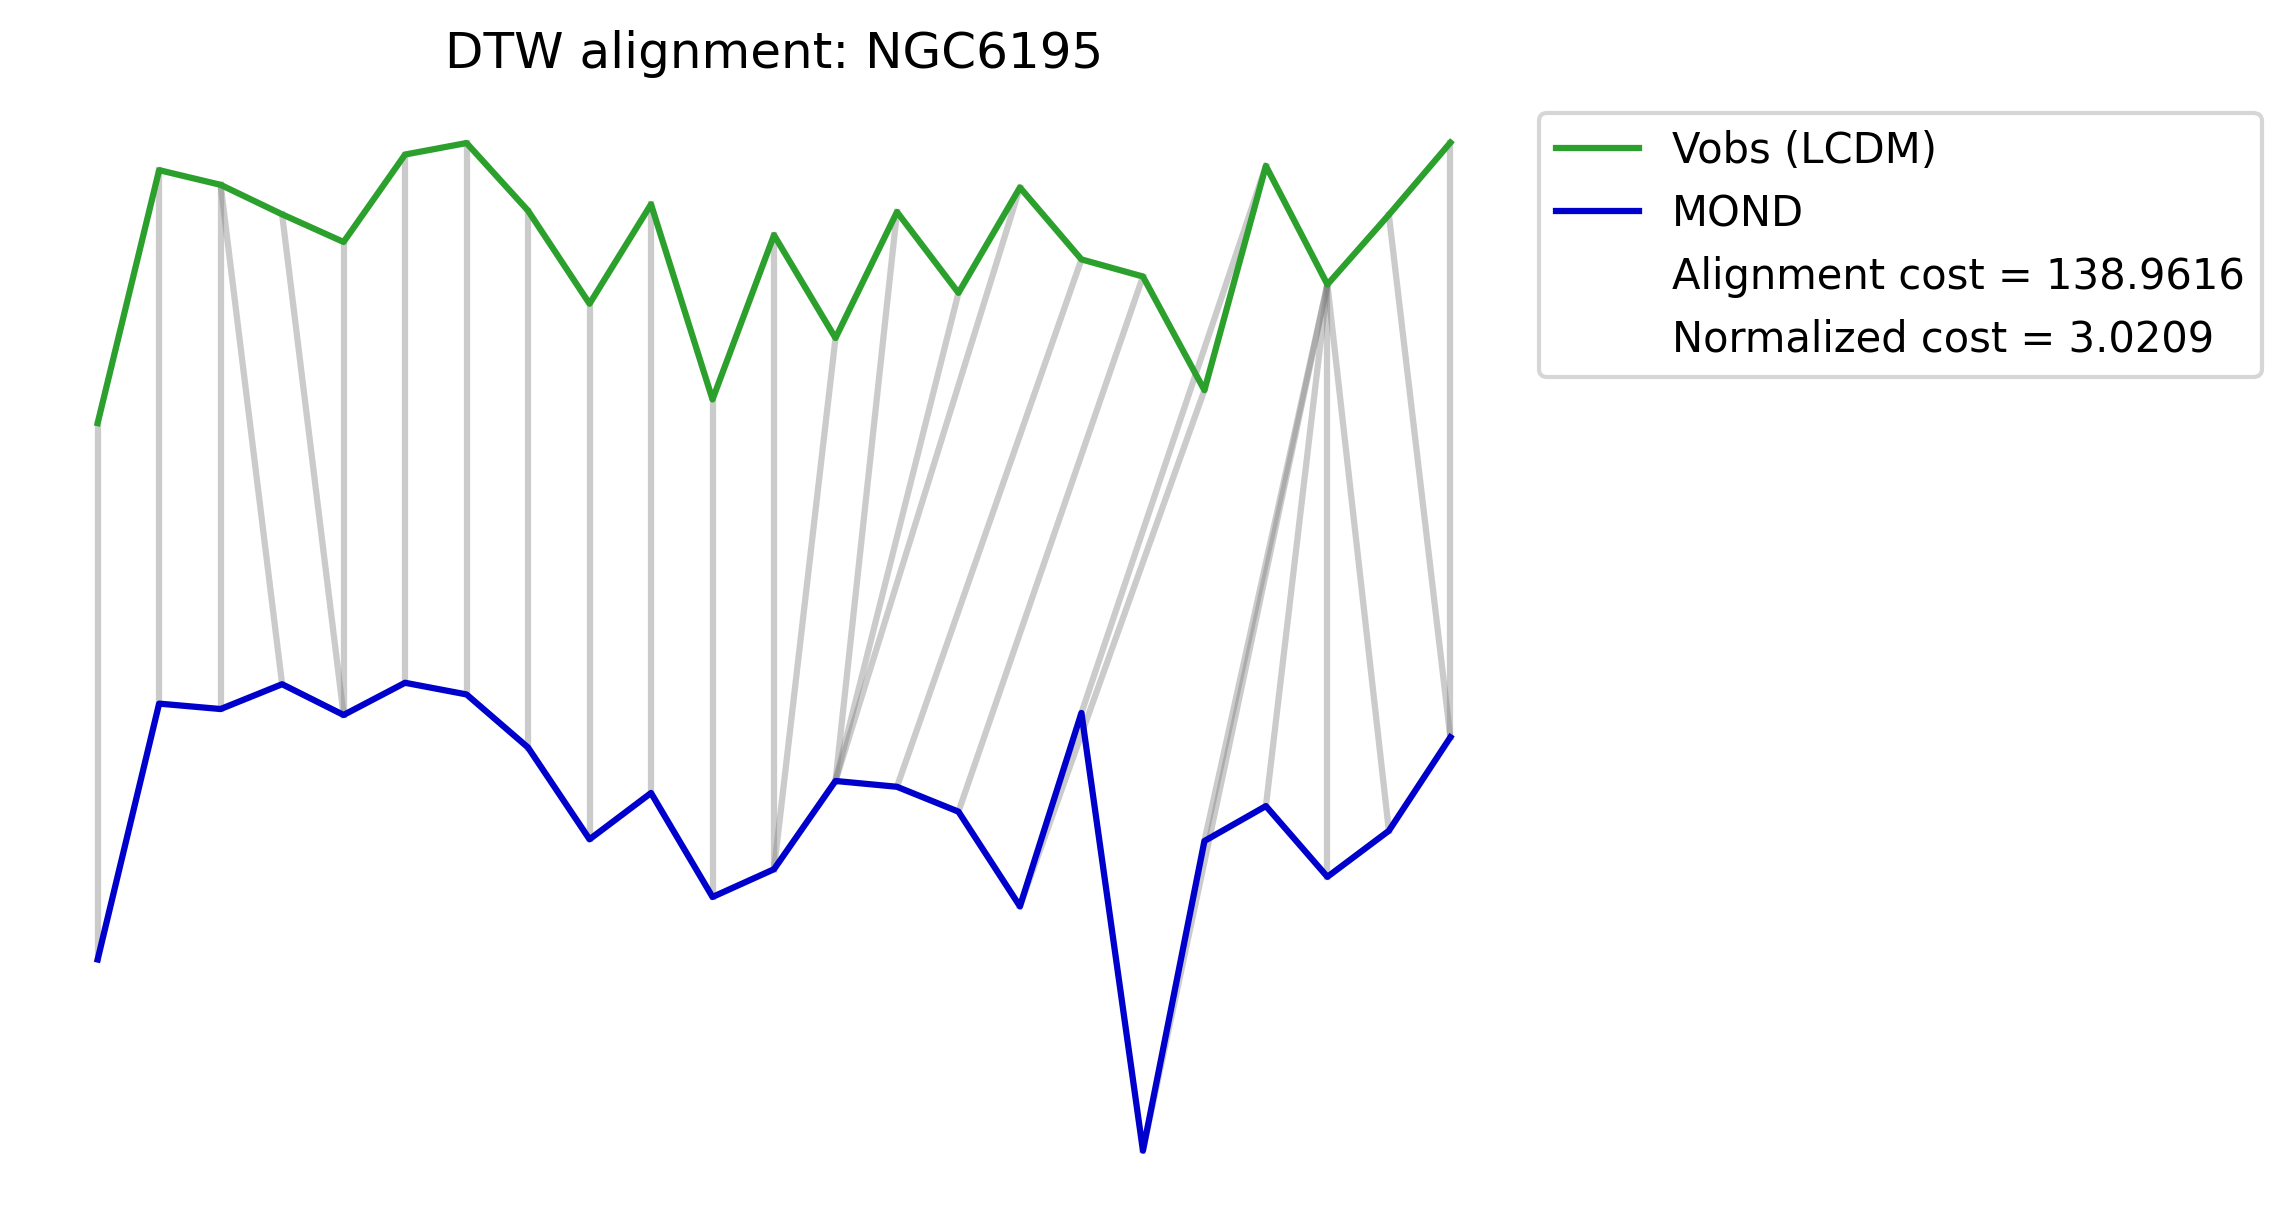 DTW alignment: NGC6195
Vobs (LCDM)
MOND
Alignment cost = 138.9616
Normalized cost = 3.0209